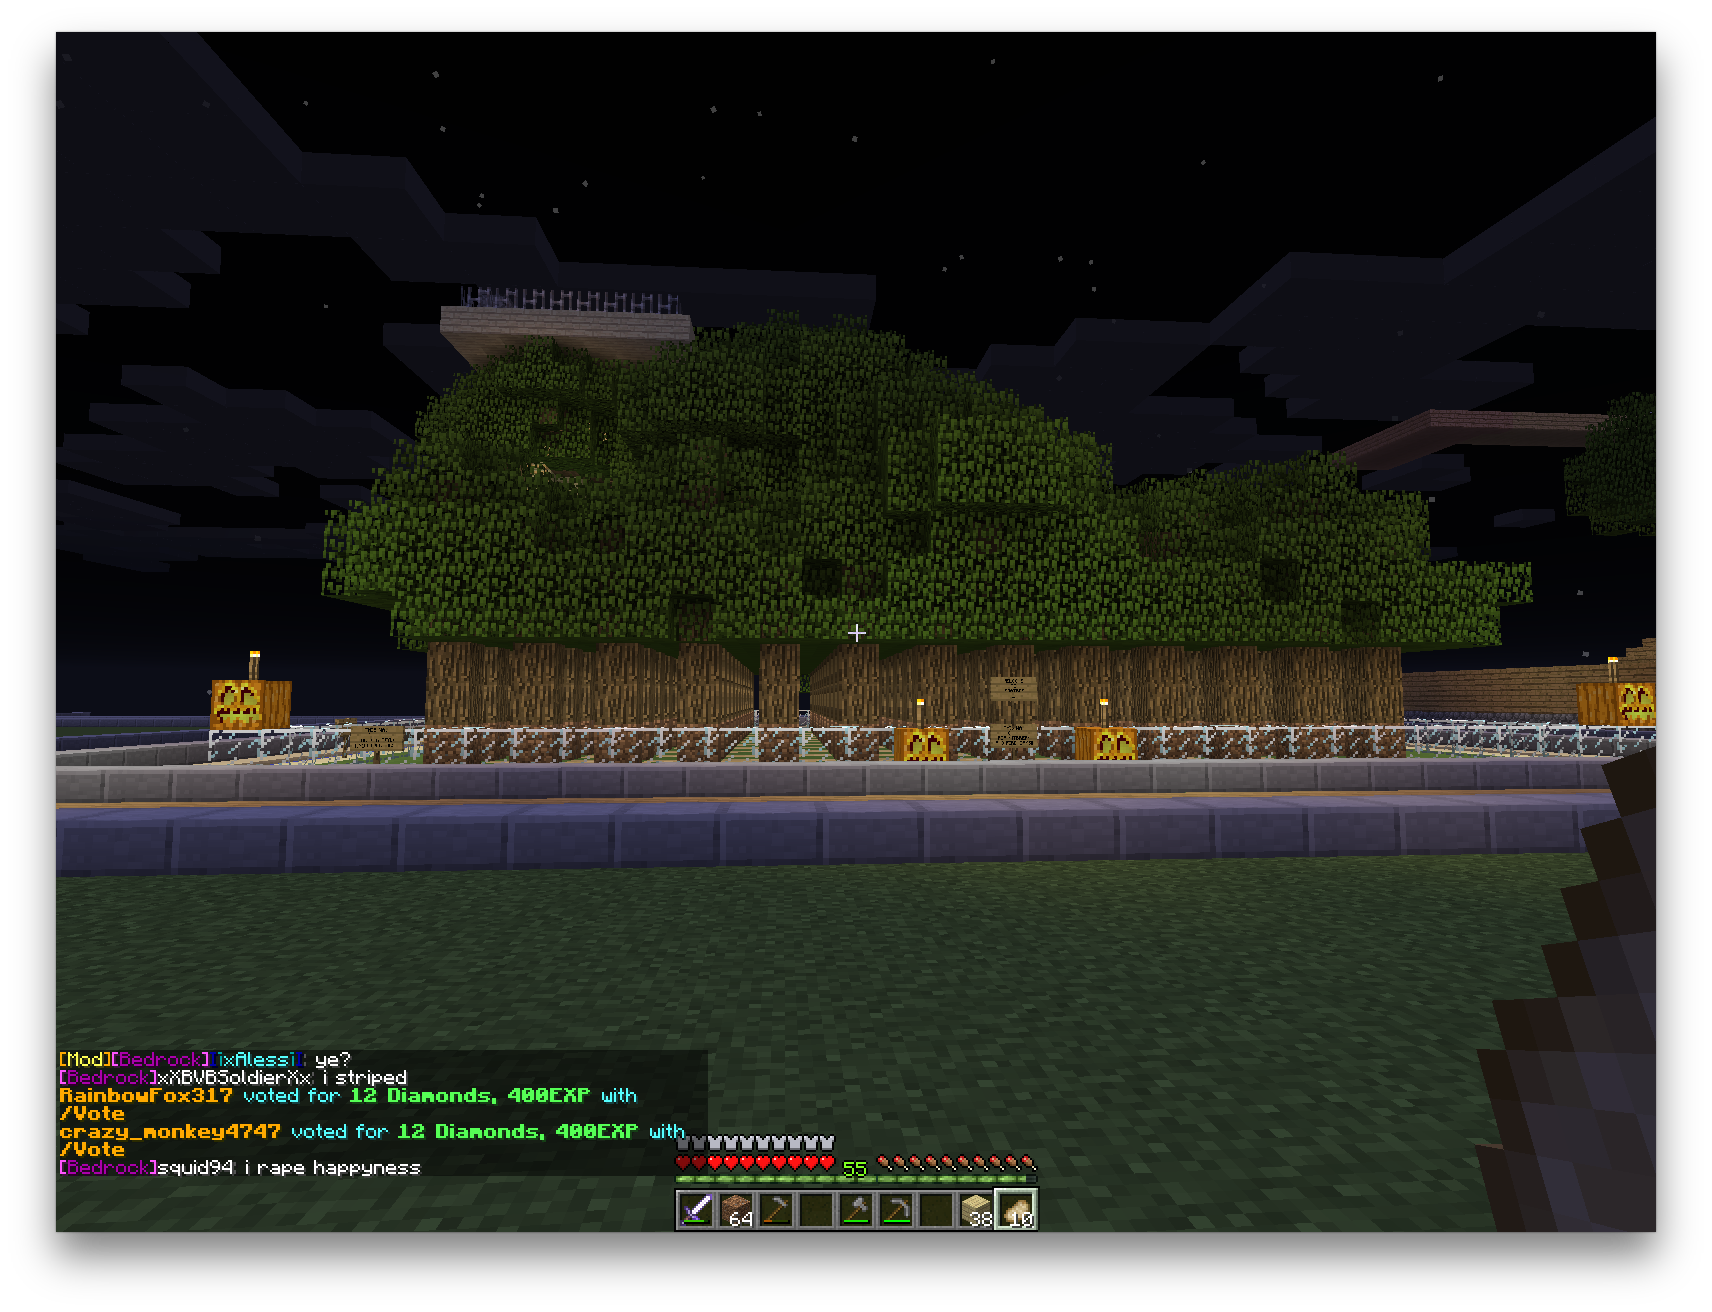 [Mod][Bedrock][ixAlessi]: ye?
[Bedrock]xXBVBSoldierXx: i striped
RainbowFox317 voted for 12 Diamonds, 400EXP with
/Vote
crazy_monkey4747 voted for 12 Diamonds, 400EXP with
/Vote
[Bedrock]squid94: i rape happyness
55
64
38
10